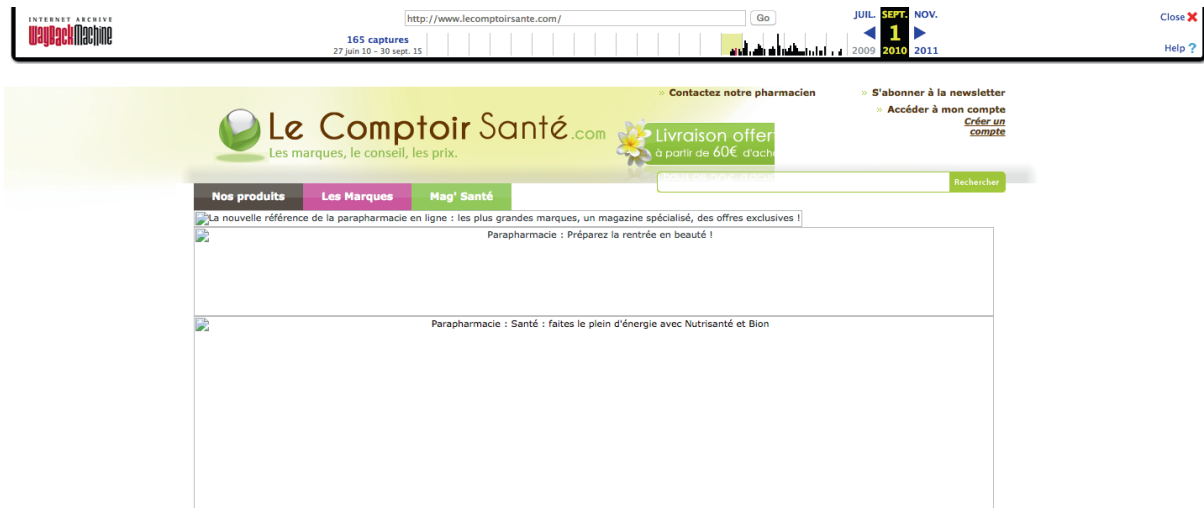 INTERNET ARCHIVE
WayBackMachine
http://www.lecomptoirsante.com/
Go
165 captures
27 juin 10 - 30 sept. 15
JUIL. SEPT. NOV.
1
2009 2010 2011
Close
Help ?
» Contactez notre pharmacien
» S'abonner à la newsletter
» Accéder à mon compte
Créer un
compte
Le Comptoir Santé.com
Les marques, le conseil, les prix.
Livraison offer
à partir de 60€ d'acha
Rechercher
Nos produits Les Marques Mag' Santé
La nouvelle référence de la parapharmacie en ligne : les plus grandes marques, un magazine spécialisé, des offres exclusives !
Parapharmacie : Préparez la rentrée en beauté !
Parapharmacie : Santé : faites le plein d'énergie avec Nutrisanté et Bion